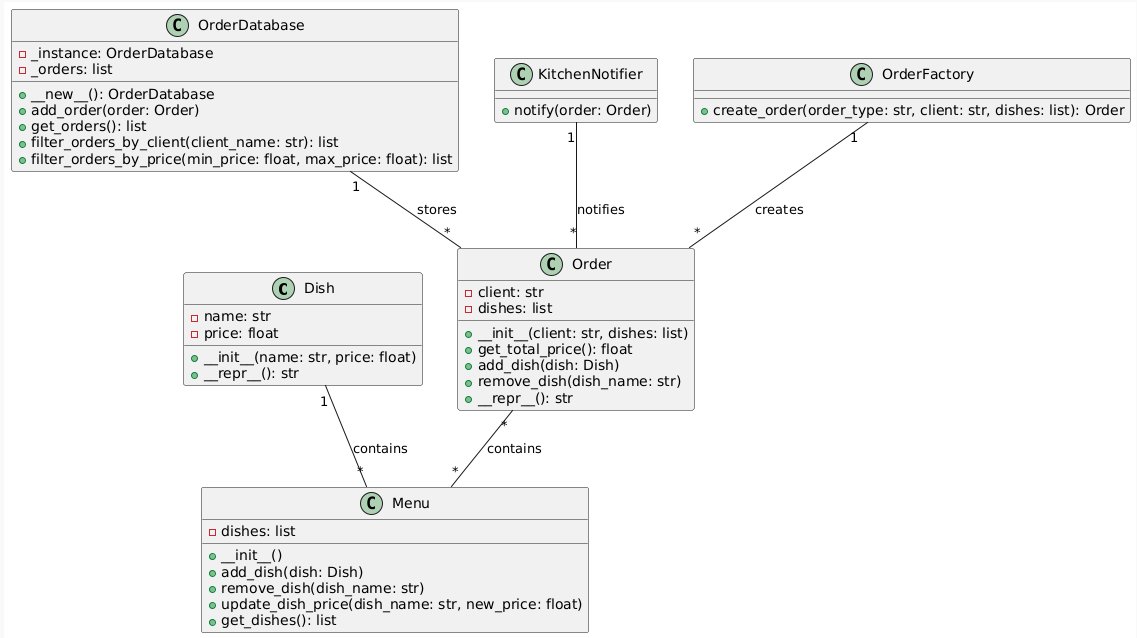 C OrderDatabase
_instance: OrderDatabase
_orders: list
__new__(): OrderDatabase
add_order(order: Order)
get_orders(): list
filter_orders_by_client(client_name: str): list
filter_orders_by_price(min_price: float, max_price: float): list
C KitchenNotifier
notify(order: Order)
C OrderFactory
create_order(order_type: str, client: str, dishes: list): Order
1
stores
*
1
notifies
*
1
creates
*
C Dish
name: str
price: float
__init__(name: str, price: float)
__repr__(): str
C Order
client: str
dishes: list
__init__(client: str, dishes: list)
get_total_price(): float
add_dish(dish: Dish)
remove_dish(dish_name: str)
__repr__(): str
1
contains
*
*
contains
*
C Menu
dishes: list
__init__()
add_dish(dish: Dish)
remove_dish(dish_name: str)
update_dish_price(dish_name: str, new_price: float)
get_dishes(): list